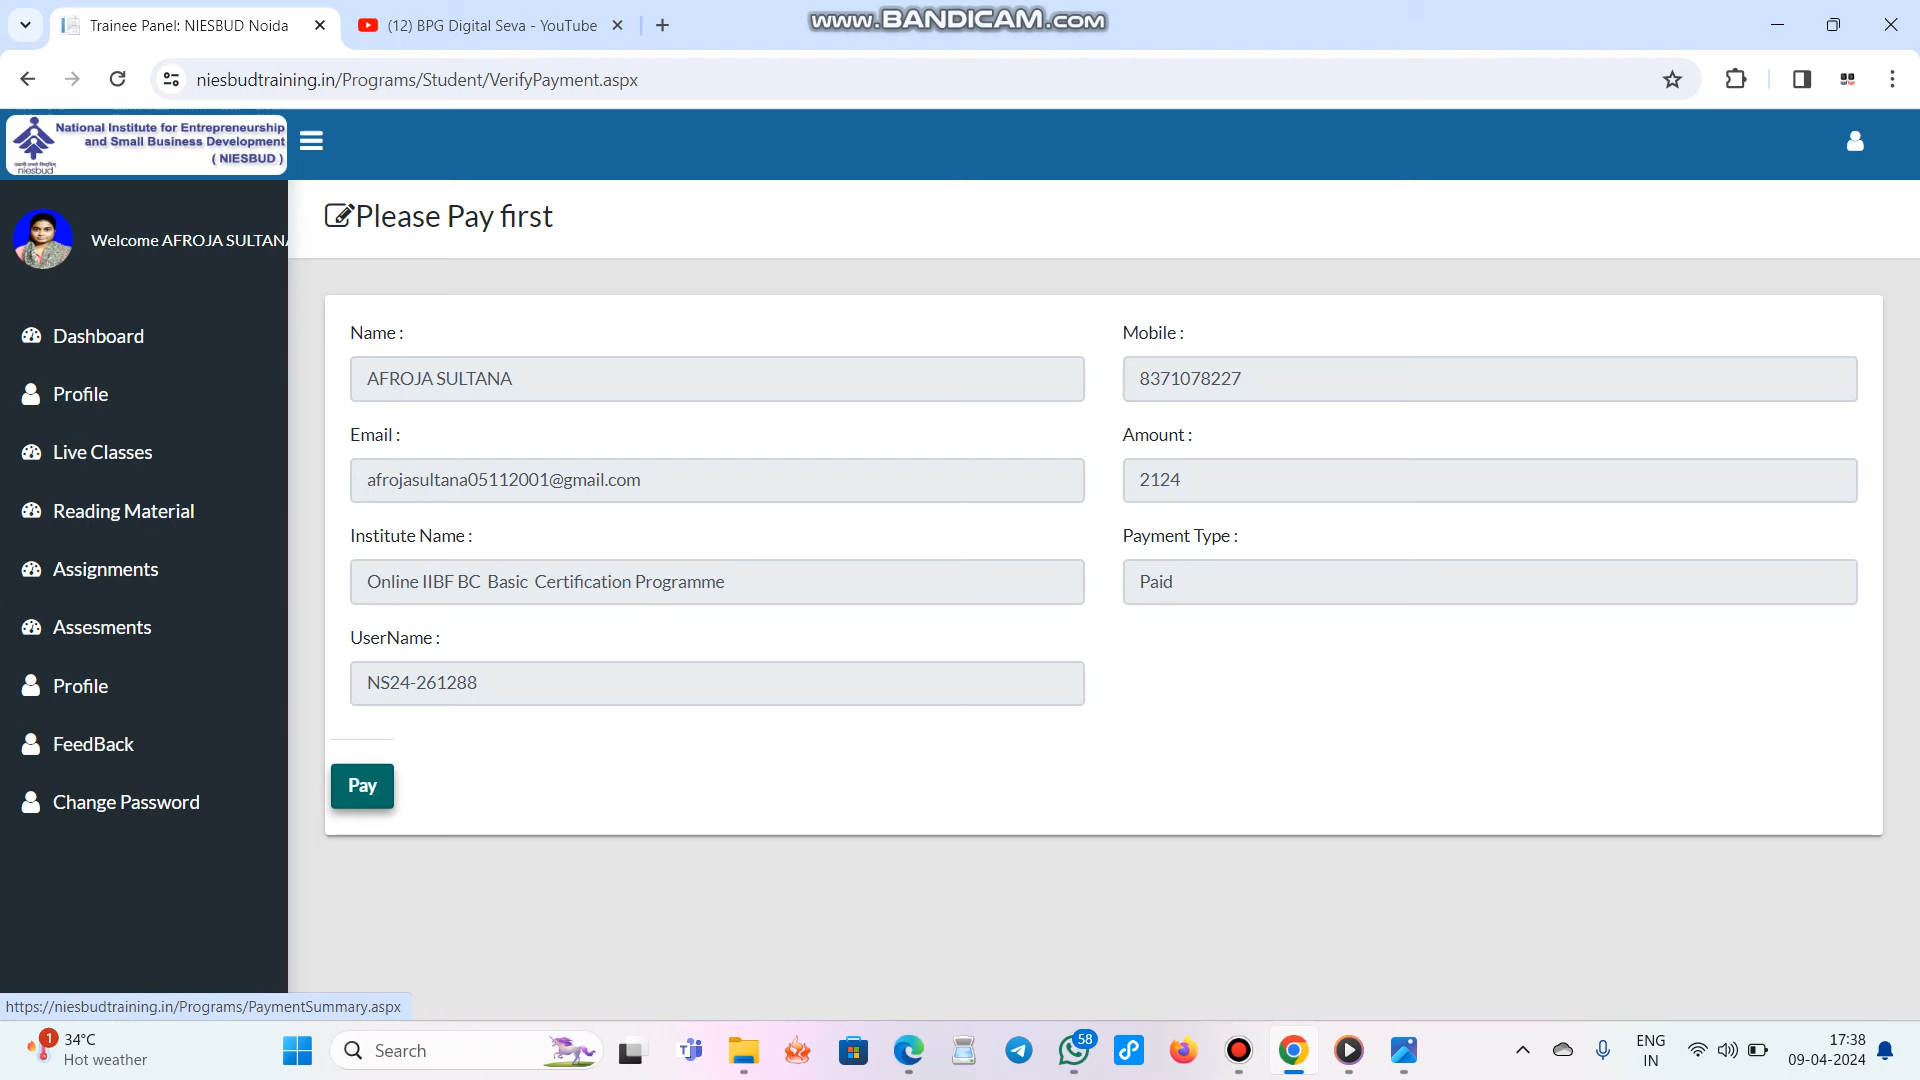 Trainee Panel: NIESBUD Noida
(12) BPG Digital Seva - YouTube
www.BANDICAM.com
niesbudtraining.in/Programs/Student/VerifyPayment.aspx
National Institute for Entrepreneurship
and Small Business Development
( NIESBUD )
niesbud
Please Pay first
Welcome AFROJA SULTANA
Dashboard
Profile
Live Classes
Reading Material
Assignments
Assesments
Profile
FeedBack
Change Password
Name :
AFROJA SULTANA
Mobile :
8371078227
Email :
afrojasultana05112001@gmail.com
Amount :
2124
Institute Name :
Online IIBF BC Basic Certification Programme
Payment Type :
Paid
UserName :
NS24-261288
Pay
https://niesbudtraining.in/Programs/PaymentSummary.aspx
1
34°C
Hot weather
Search
58
ENG
IN
17:38
09-04-2024